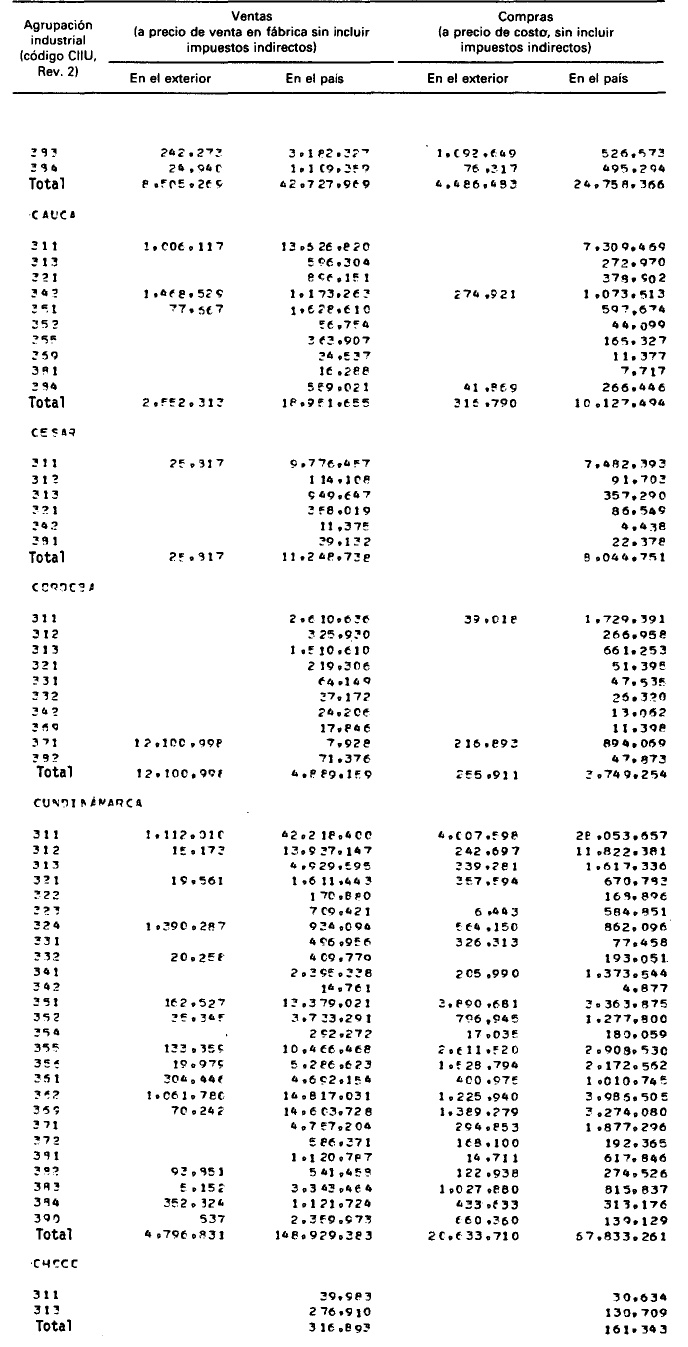 Agrupación industrial (código CIIU, Rev. 2) Ventas (a precio de venta en fábrica sin incluir impuestos indirectos) Compras (a precio de costo, sin incluir impuestos indirectos)
En el exterior En el país En el exterior En el país
383 242.273 3.182.327 1.092.649 526.573
384 24.940 1.109.359 76.317 495.294
Total 8.505.269 42.727.969 4.486.483 24.758.366
CAUCA
311 1.006.117 13.526.820 7.309.469
313 596.304 272.970
321 896.151 378.902
342 1.468.529 1.173.263 274.921 1.073.513
351 77.667 1.628.610 597.674
352 56.754 44.099
355 363.907 165.327
369 34.537 11.377
381 16.288 7.717
384 559.021 41.869 266.446
Total 2.552.313 18.951.655 316.790 10.127.494
CESAR
311 25.817 9.776.457 7.482.393
312 114.108 91.703
313 949.647 357.290
321 358.019 86.549
342 11.375 4.438
381 39.132 22.378
Total 25.817 11.248.738 8.044.751
CORDOBA
311 2.610.636 39.018 1.729.391
312 325.930 266.958
313 1.510.610 661.253
321 219.306 51.395
331 64.149 47.535
332 37.172 26.320
342 24.206 13.062
369 17.846 11.398
371 12.100.998 7.928 216.893 894.069
382 71.376 47.873
Total 12.100.998 4.889.159 255.911 3.749.254
CUNDINAMARCA
311 1.112.010 42.218.400 4.007.598 28.053.657
312 15.173 13.937.147 242.697 11.822.381
313 4.929.595 339.281 1.617.336
321 19.561 1.611.443 357.594 670.793
322 170.880 169.896
323 709.421 6.443 584.851
324 1.390.287 934.094 564.150 862.096
331 496.956 326.313 77.458
332 20.258 409.770 193.051
341 2.395.338 205.990 1.373.544
342 14.761 4.877
351 162.527 13.379.021 3.890.681 3.363.875
352 35.345 3.733.291 796.945 1.277.800
354 292.272 17.035 180.059
355 133.359 10.466.468 2.611.520 2.908.530
356 19.979 5.286.623 1.528.794 2.172.562
361 304.446 4.692.154 400.975 1.010.745
362 1.061.780 14.817.031 1.225.940 3.985.505
369 70.242 14.603.728 1.389.279 3.274.080
371 4.757.204 294.853 1.877.296
372 586.371 168.100 192.365
381 1.120.787 14.711 617.846
382 93.851 541.459 122.938 274.526
383 5.152 3.343.464 1.027.880 815.837
384 352.324 1.121.724 433.633 313.176
390 537 2.359.973 660.360 139.129
Total 4.796.831 148.929.383 20.633.710 67.833.261
CHOCO
311 39.983 30.634
313 276.910 130.709
Total 316.893 161.343